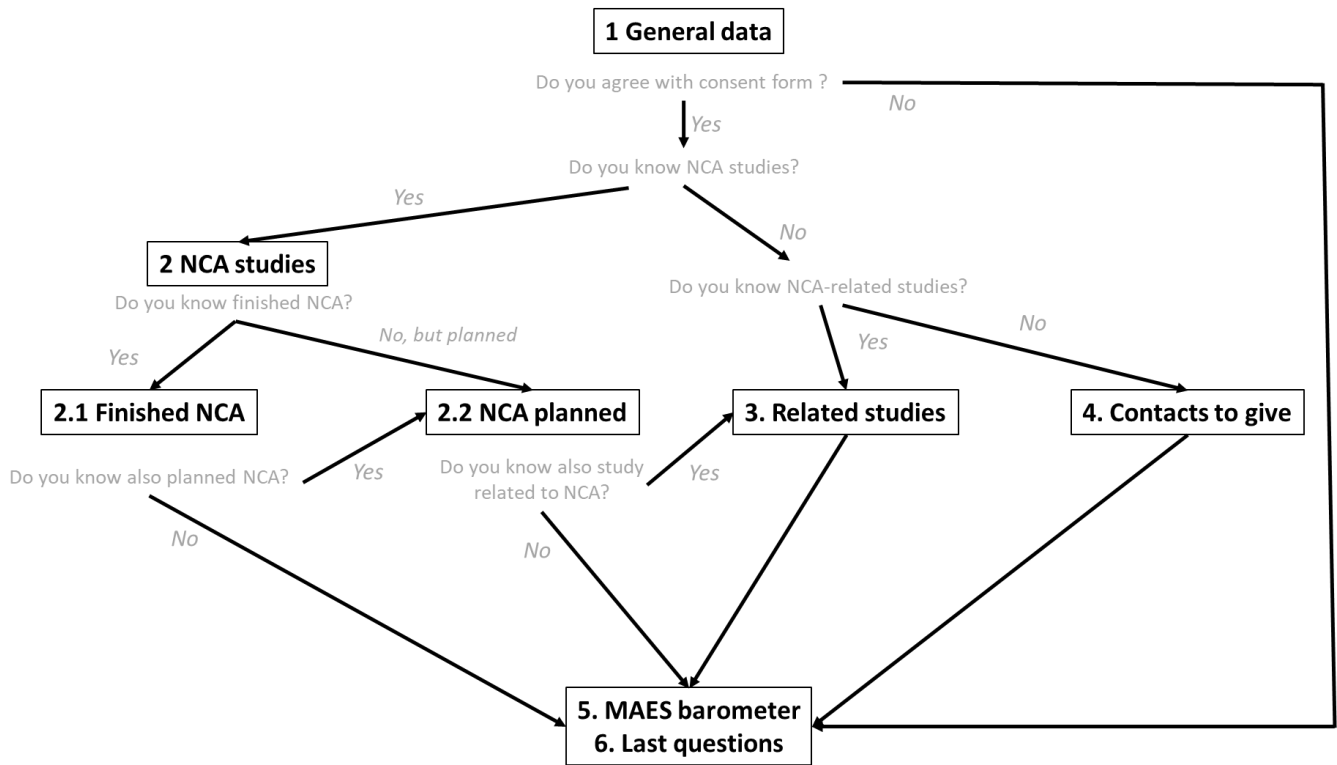 1 General data
Do you agree with consent form ?
No
Yes
Do you know NCA studies?
Yes
No
2 NCA studies
Do you know NCA-related studies?
Do you know finished NCA?
No, but planned
No
Yes
Yes
2.1 Finished NCA
2.2 NCA planned
3. Related studies
4. Contacts to give
Do you know also planned NCA?
Yes
Do you know also study
related to NCA?
Yes
No
No
5. MAES barometer
6. Last questions